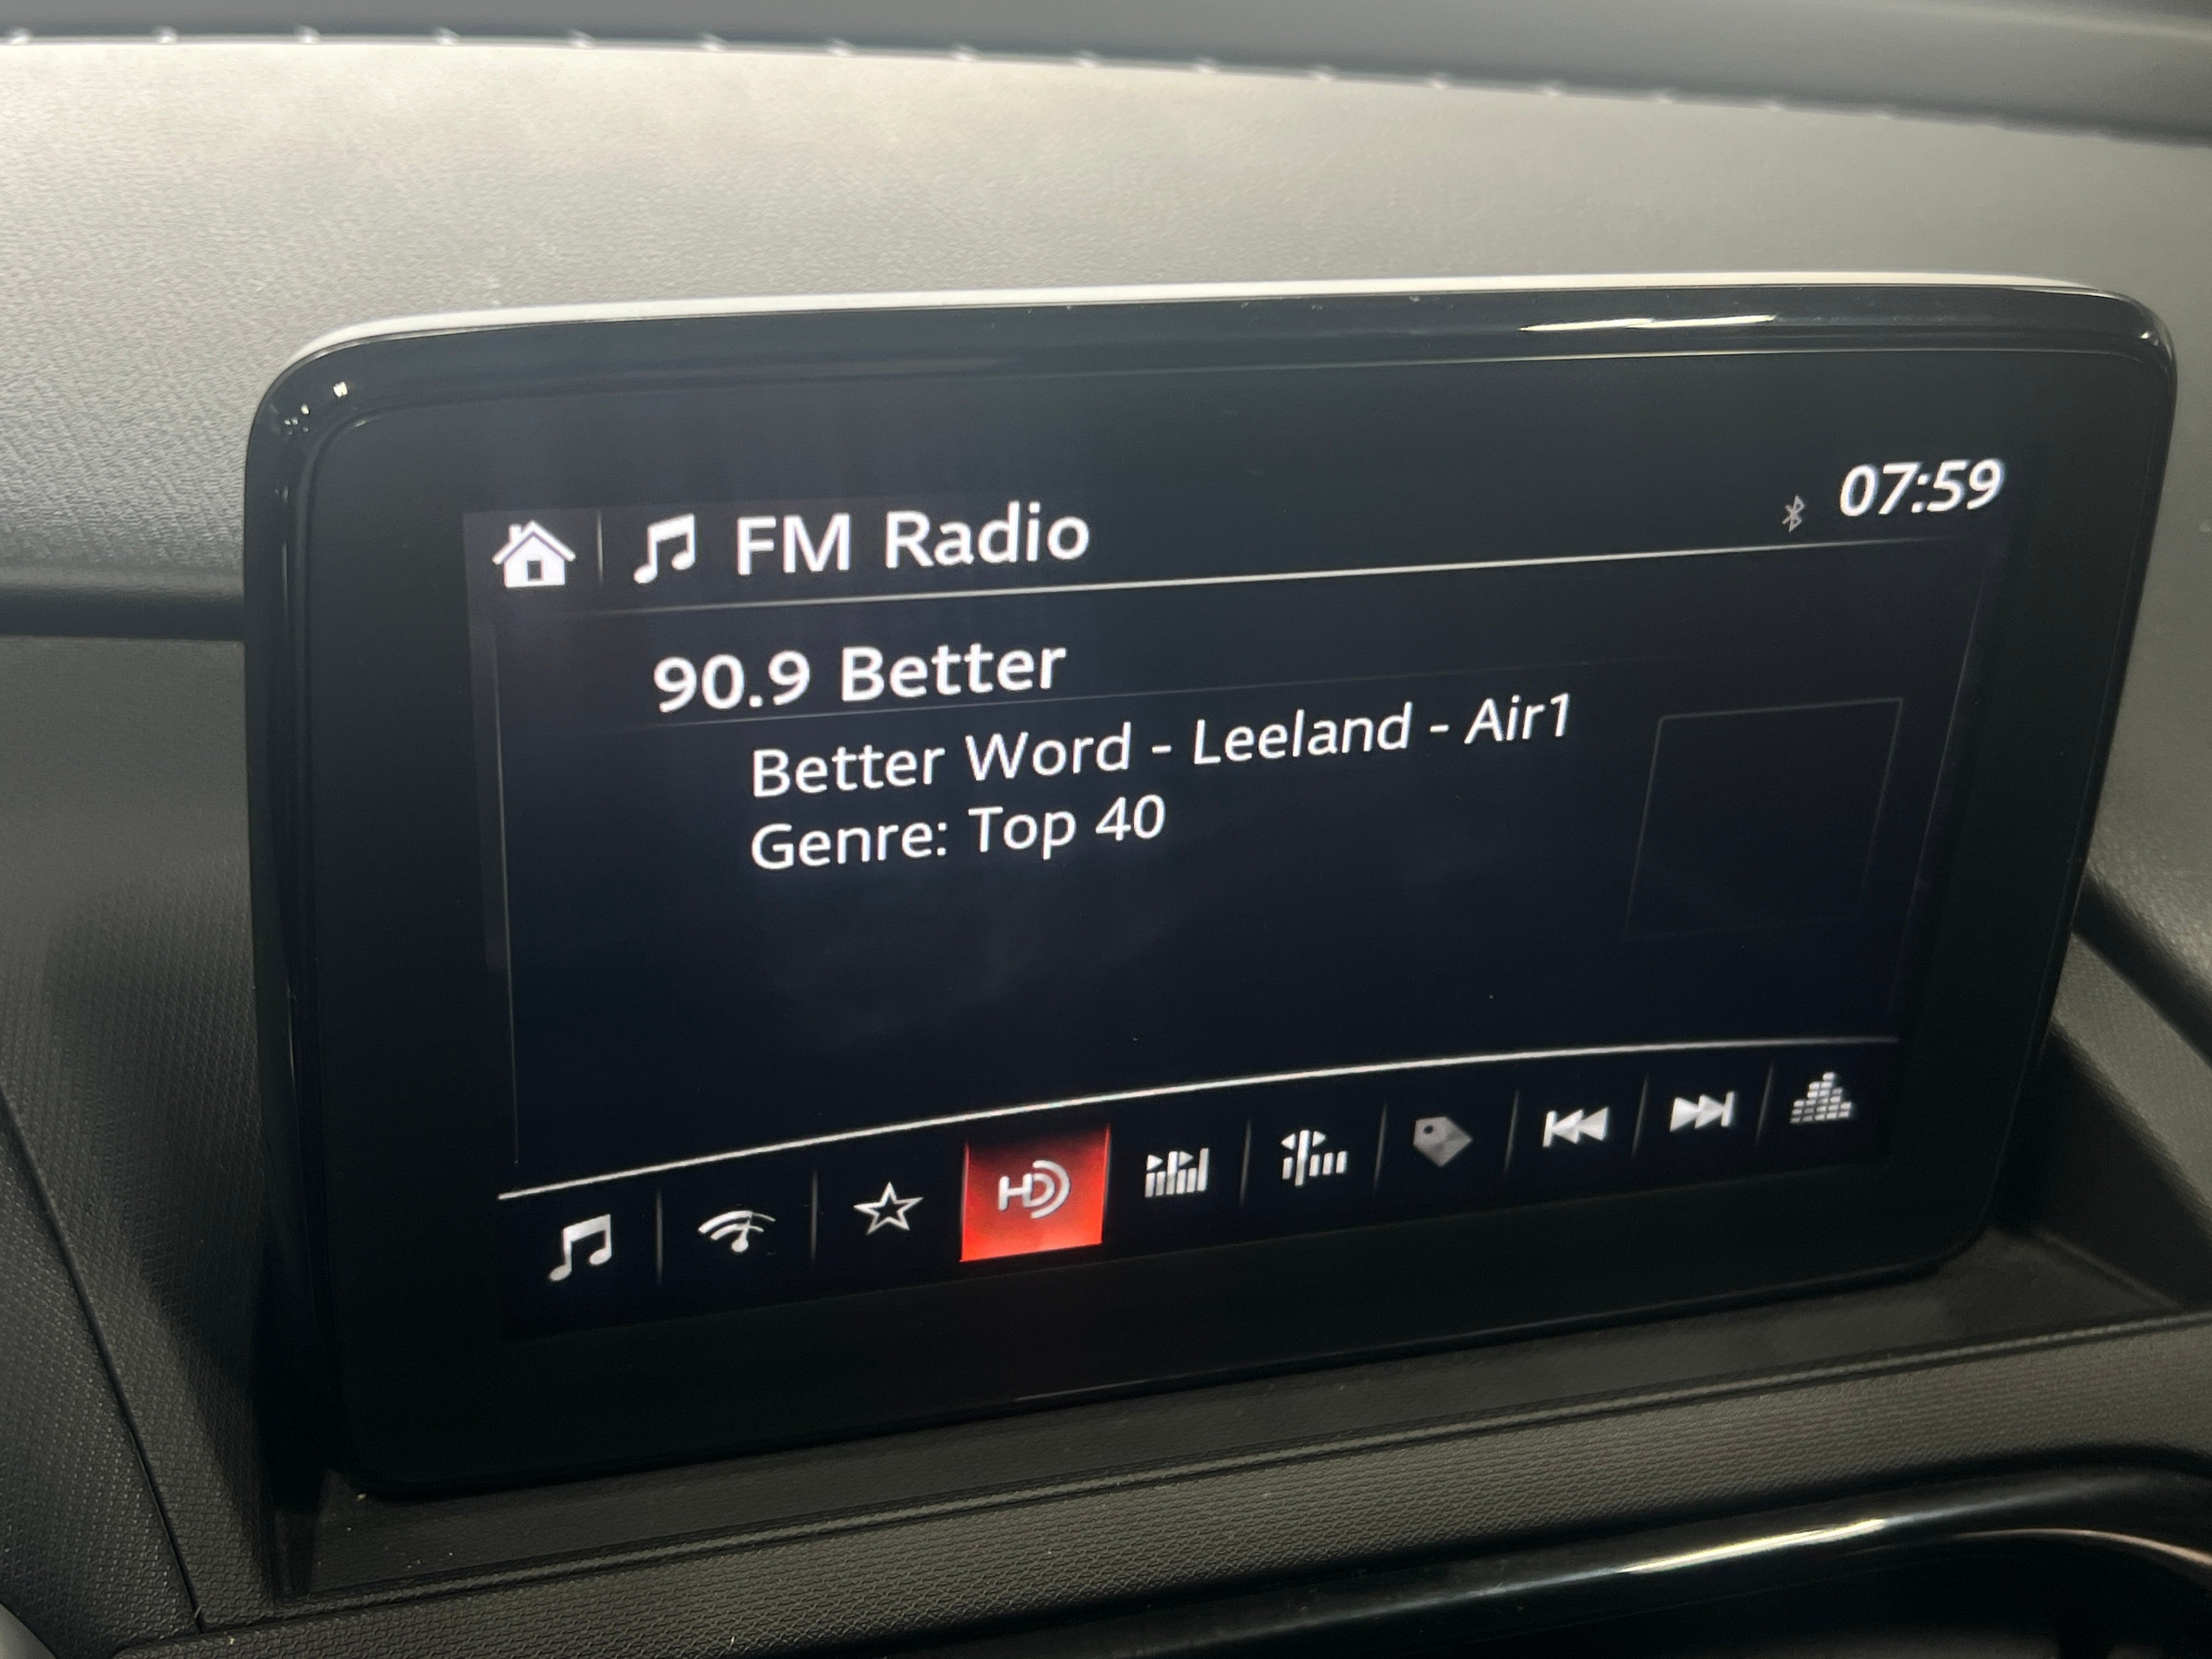 FM Radio
07:59
90.9 Better
Better Word - Leeland - Air1
Genre: Top 40
HD